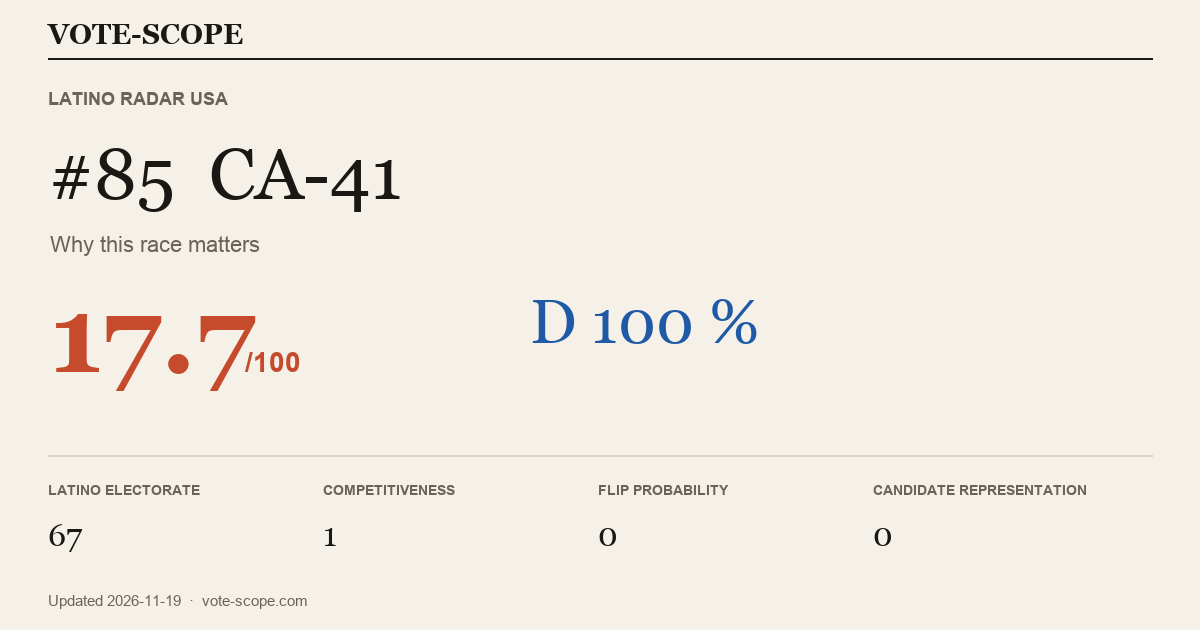 VOTE-SCOPE
LATINO RADAR USA
#85 CA-41
Why this race matters
17.7/100
D 100 %
LATINO ELECTORATE COMPETITIVENESS FLIP PROBABILITY CANDIDATE REPRESENTATION
67 1 0 0
Updated 2026-11-19 · vote-scope.com